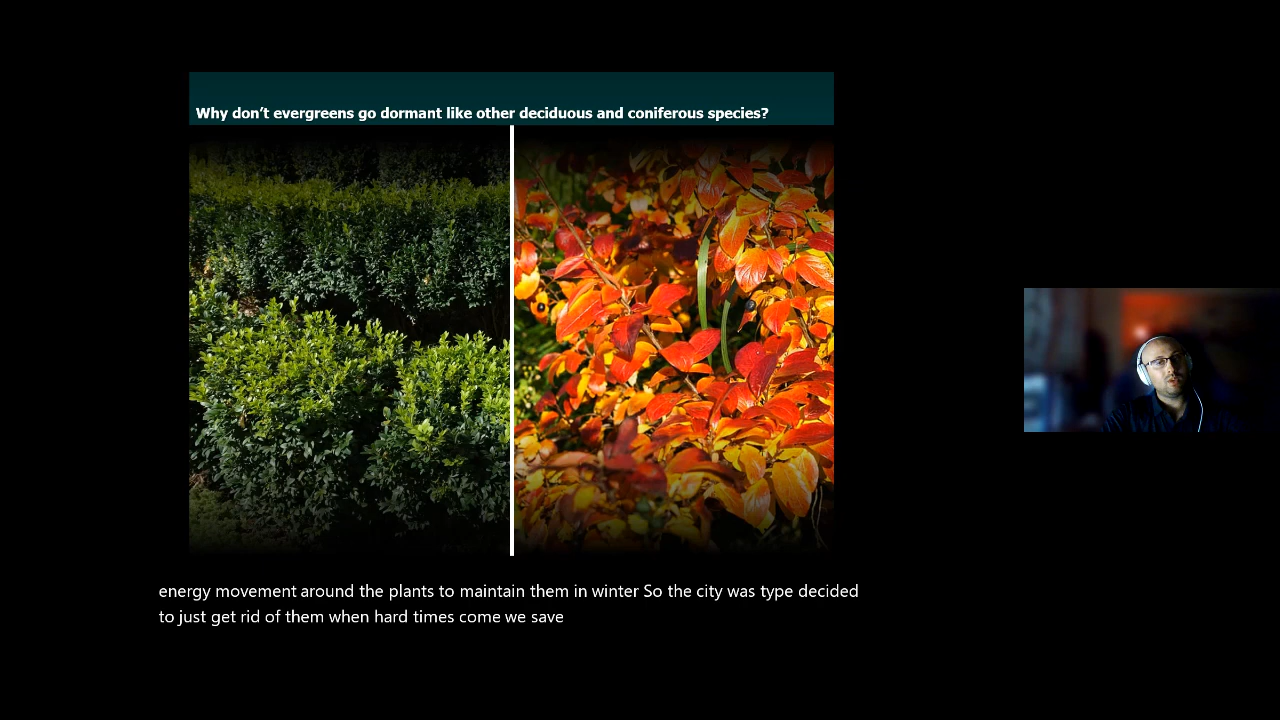 Why don’t evergreens go dormant like other deciduous and coniferous species?
energy movement around the plants to maintain them in winter So the city was type decided
to just get rid of them when hard times come we save